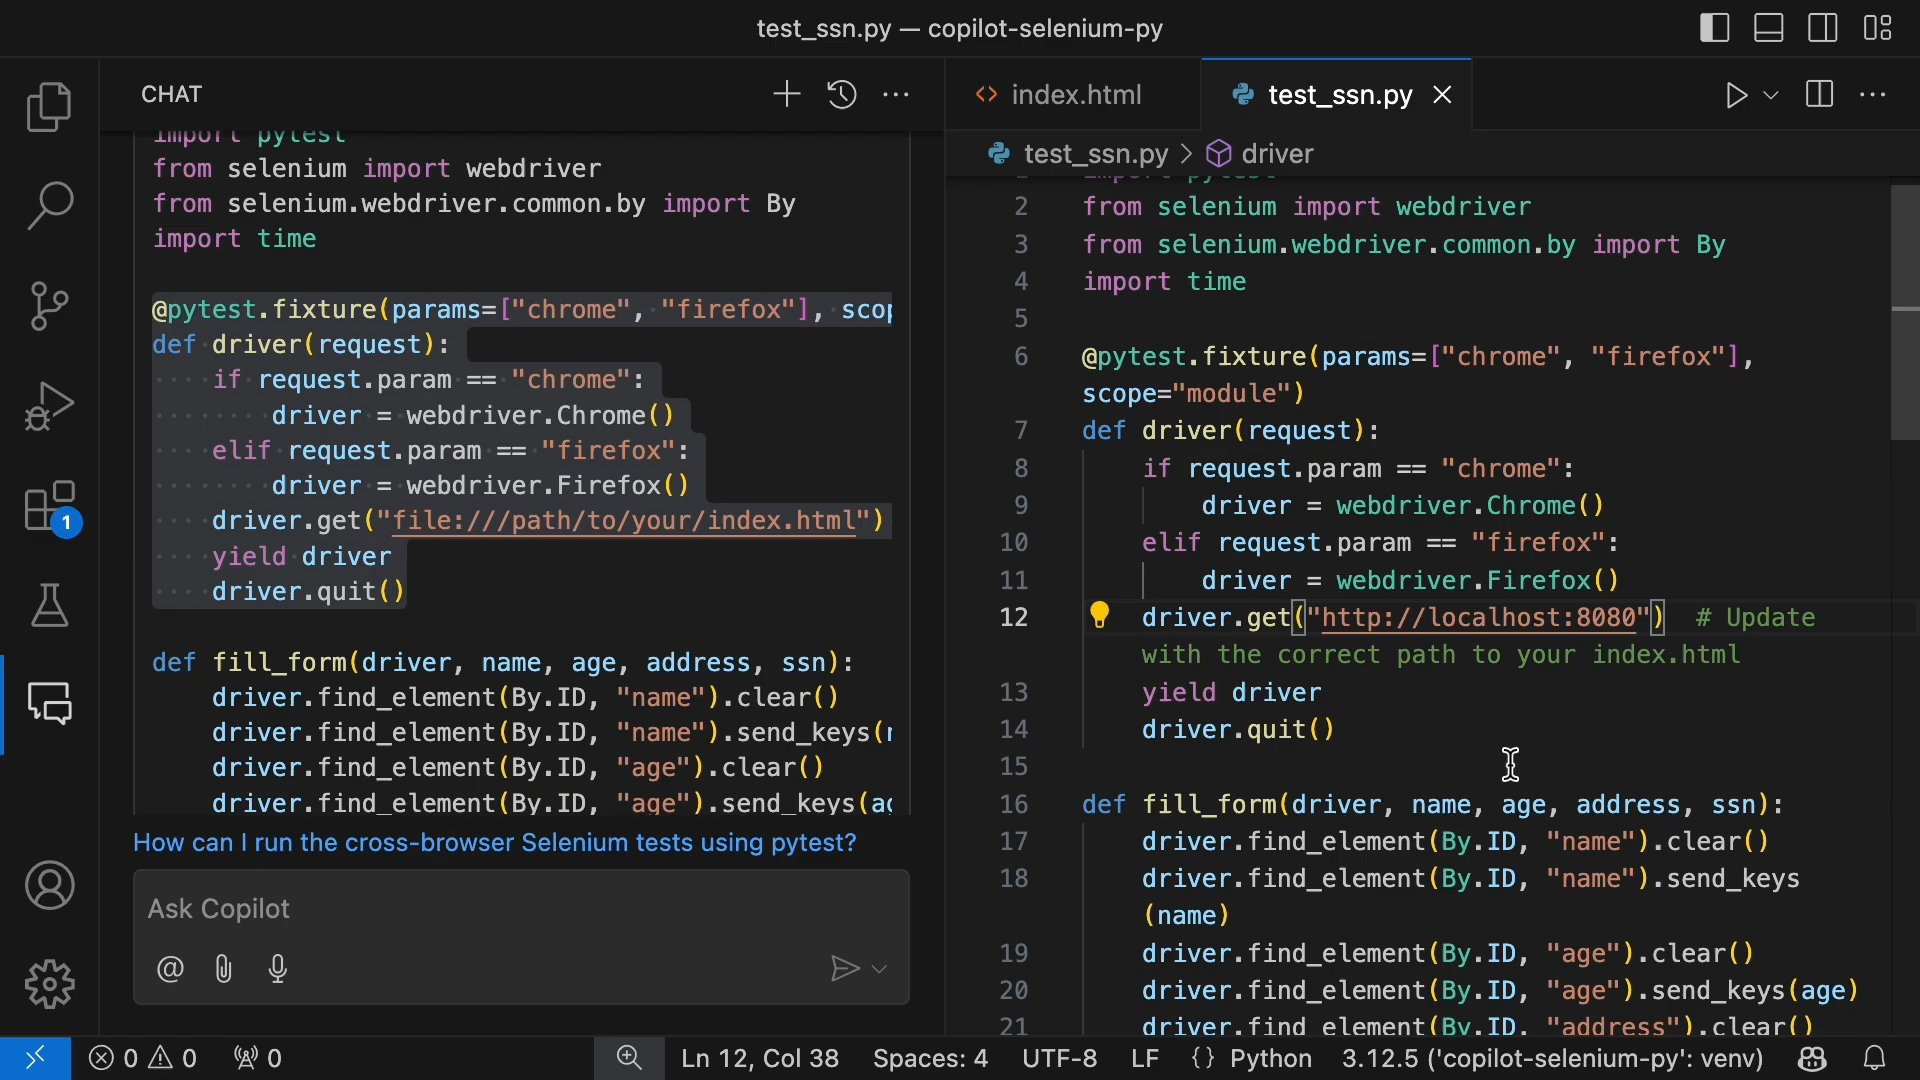 test_ssn.py — copilot-selenium-py
CHAT
import pytest
from selenium import webdriver
from selenium.webdriver.common.by import By
import time
@pytest.fixture(params=["chrome", "firefox"], scop
def driver(request):
if request.param == "chrome":
driver = webdriver.Chrome()
elif request.param == "firefox":
driver = webdriver.Firefox()
driver.get("file:///path/to/your/index.html")
yield driver
driver.quit()
def fill_form(driver, name, age, address, ssn):
driver.find_element(By.ID, "name").clear()
driver.find_element(By.ID, "name").send_keys(
driver.find_element(By.ID, "age").clear()
driver.find_element(By.ID, "age").send_keys(a
How can I run the cross-browser Selenium tests using pytest?
Ask Copilot
1
index.html
test_ssn.py
test_ssn.py > driver
1 import pytest
2 from selenium import webdriver
3 from selenium.webdriver.common.by import By
4 import time
5
6 @pytest.fixture(params=["chrome", "firefox"],
scope="module")
7 def driver(request):
8 if request.param == "chrome":
9 driver = webdriver.Chrome()
10 elif request.param == "firefox":
11 driver = webdriver.Firefox()
12 driver.get("http://localhost:8080") # Update
with the correct path to your index.html
13 yield driver
14 driver.quit()
15
16 def fill_form(driver, name, age, address, ssn):
17 driver.find_element(By.ID, "name").clear()
18 driver.find_element(By.ID, "name").send_keys
(name)
19 driver.find_element(By.ID, "age").clear()
20 driver.find_element(By.ID, "age").send_keys(age)
21 driver.find_element(By.ID, "address").clear()
0 0 0 Ln 12, Col 38 Spaces: 4 UTF-8 LF {} Python 3.12.5 ('copilot-selenium-py': venv)